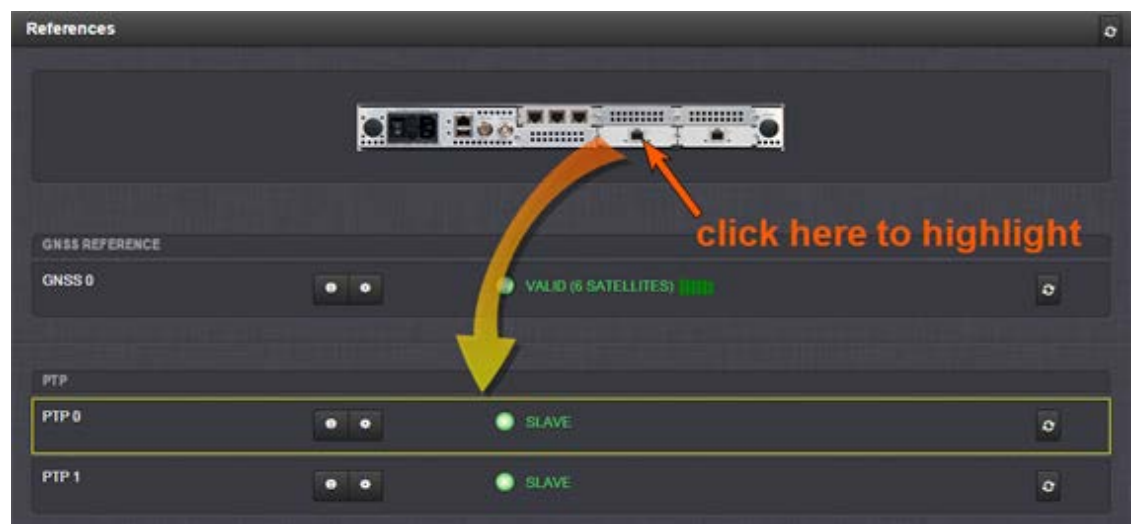 References
click here to highlight
GNSS REFERENCE
GNSS 0
VALID (6 SATELLITES)
PTP
PTP 0
SLAVE
PTP 1
SLAVE